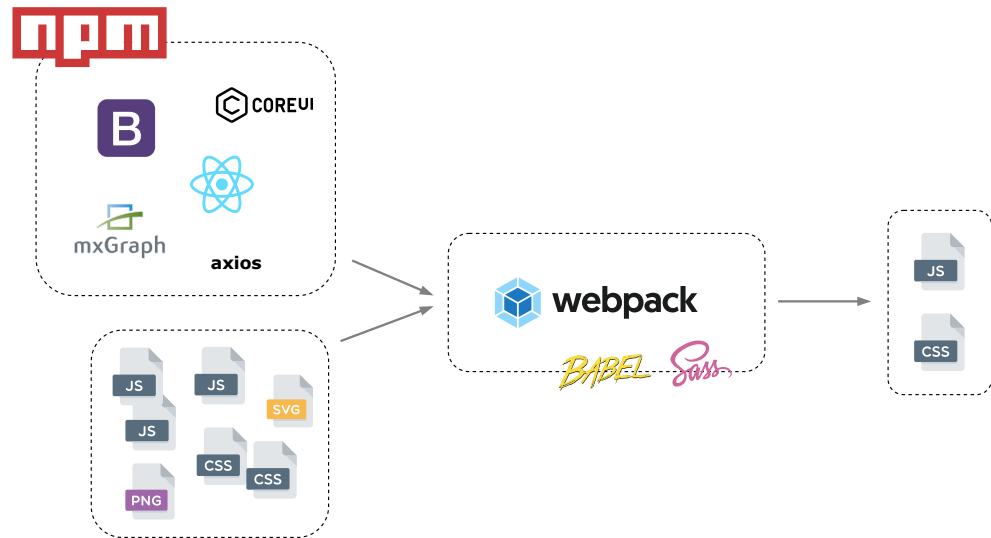 npm
B
COREUI
mxGraph
axios
webpack
BABEL
Sass
JS
JS
SVG
JS
CSS
CSS
PNG
JS
CSS